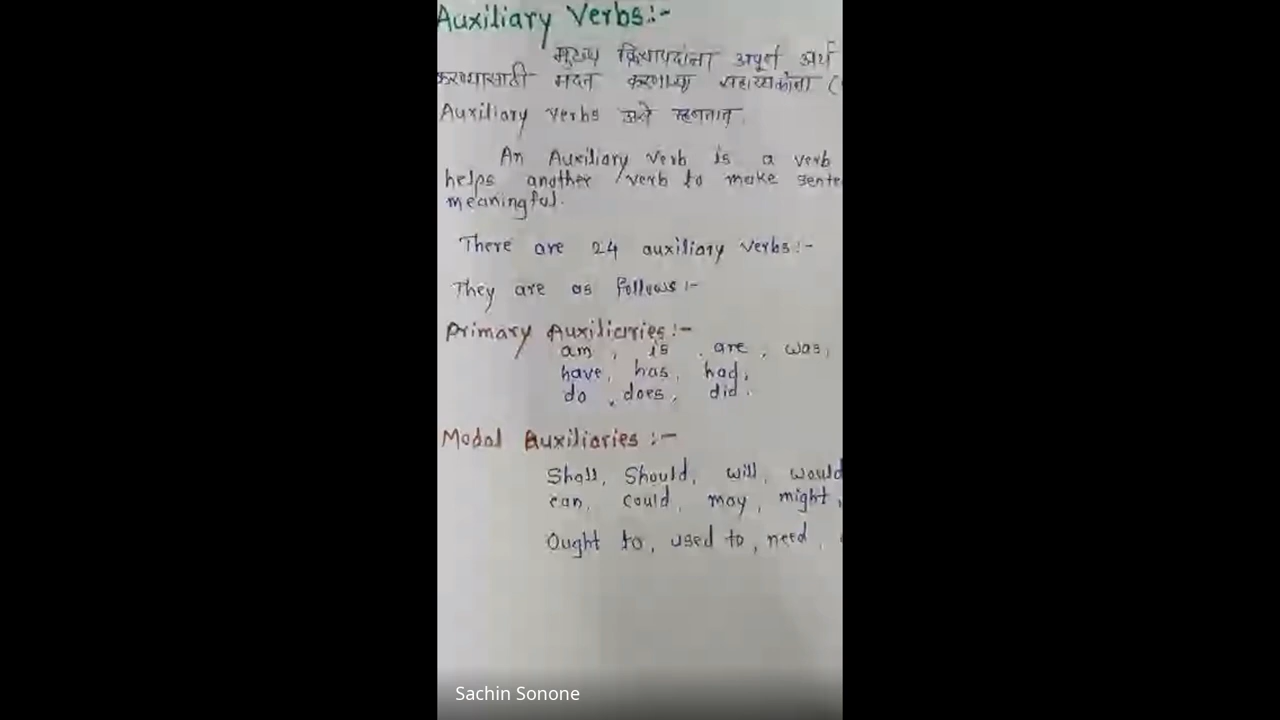 Auxiliary Verbs:-
मुख्य क्रियापदांना अपूर्ण अर्थ
करण्यासाठी मदत करणाऱ्या सहाय्यकांना (
Auxiliary verbs असे म्हणतात.
An Auxiliary verb is a verb
helps another verb to make sente
meaningful.
There are 24 auxiliary verbs:-
They are as follows:-
Primary Auxiliaries:-
am, is, are, was,
have, has, had,
do, does, did.
Modal Auxiliaries:-
Shall, Should, will, would
can, could, may, might,
Ought to, used to, need,
Sachin Sonone